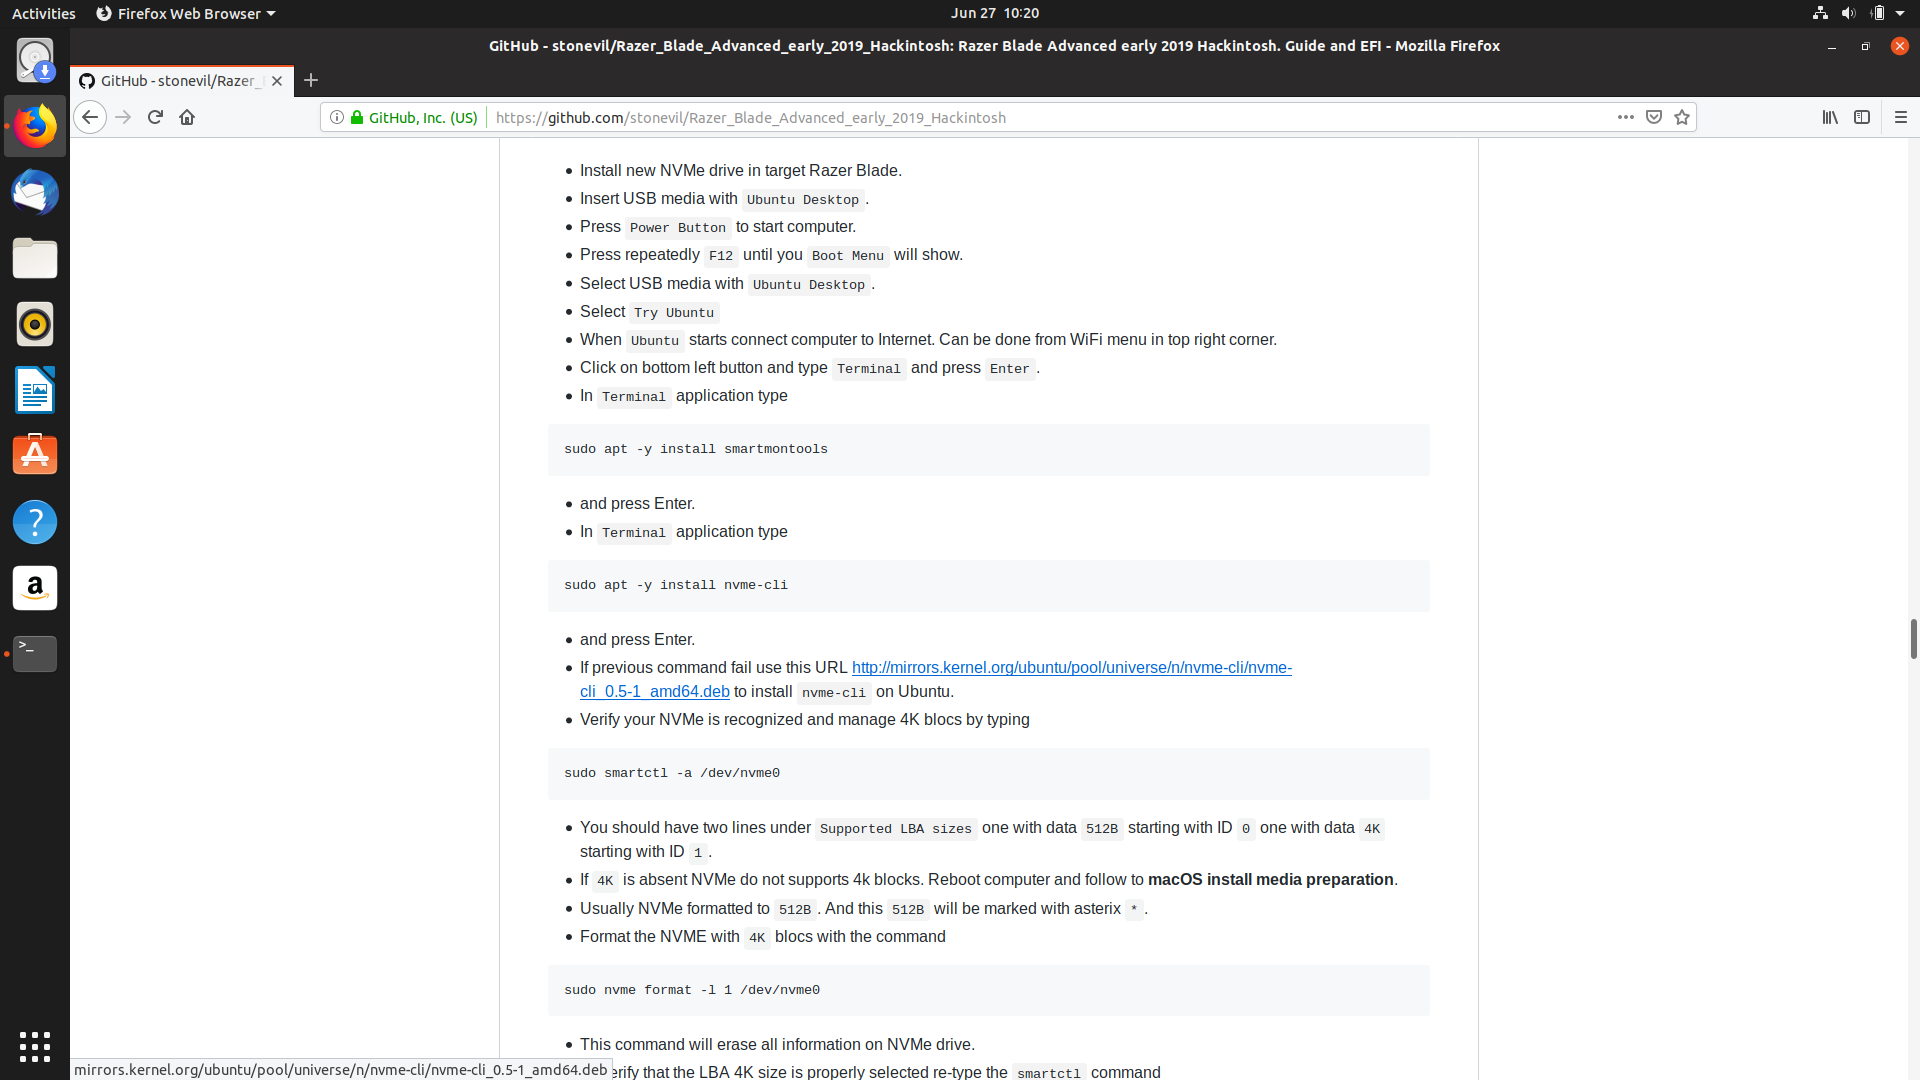 Activities
Firefox Web Browser
Jun 27 10:20
GitHub - stonevil/Razer_Blade_Advanced_early_2019_Hackintosh: Razer Blade Advanced early 2019 Hackintosh. Guide and EFI - Mozilla Firefox
GitHub - stonevil/Razer_
GitHub, Inc. (US)
https://github.com/stonevil/Razer_Blade_Advanced_early_2019_Hackintosh
Install new NVMe drive in target Razer Blade.
Insert USB media with Ubuntu Desktop.
Press Power Button to start computer.
Press repeatedly F12 until you Boot Menu will show.
Select USB media with Ubuntu Desktop.
Select Try Ubuntu
When Ubuntu starts connect computer to Internet. Can be done from WiFi menu in top right corner.
Click on bottom left button and type Terminal and press Enter.
In Terminal application type
sudo apt -y install smartmontools
and press Enter.
In Terminal application type
sudo apt -y install nvme-cli
and press Enter.
If previous command fail use this URL http://mirrors.kernel.org/ubuntu/pool/universe/n/nvme-cli/nvme-
cli_0.5-1_amd64.deb to install nvme-cli on Ubuntu.
Verify your NVMe is recognized and manage 4K blocs by typing
sudo smartctl -a /dev/nvme0
You should have two lines under Supported LBA sizes one with data 512B starting with ID 0 one with data 4K
starting with ID 1.
If 4K is absent NVMe do not supports 4k blocks. Reboot computer and follow to macOS install media preparation.
Usually NVMe formatted to 512B. And this 512B will be marked with asterix *.
Format the NVME with 4K blocs with the command
sudo nvme format -l 1 /dev/nvme0
This command will erase all information on NVMe drive.
erify that the LBA 4K size is properly selected re-type the smartctl command
mirrors.kernel.org/ubuntu/pool/universe/n/nvme-cli/nvme-cli_0.5-1_amd64.deb